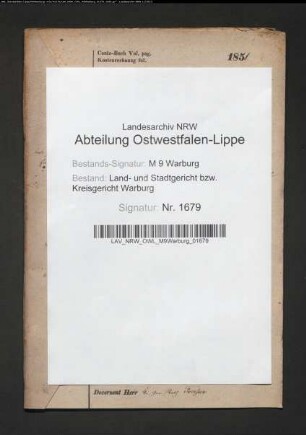 Costn-Buch Vol. pag.
Kostenrechnung fol.
185/
Landesarchiv NRW
Abteilung Ostwestfalen-Lippe
Bestands-Signatur: M 9 Warburg
Bestand: Land- und Stadtgericht bzw.
Kreisgericht Warburg
Signatur: Nr. 1679
LAV_NRW_OWL_M9Warburg_01679
Decernent Herr